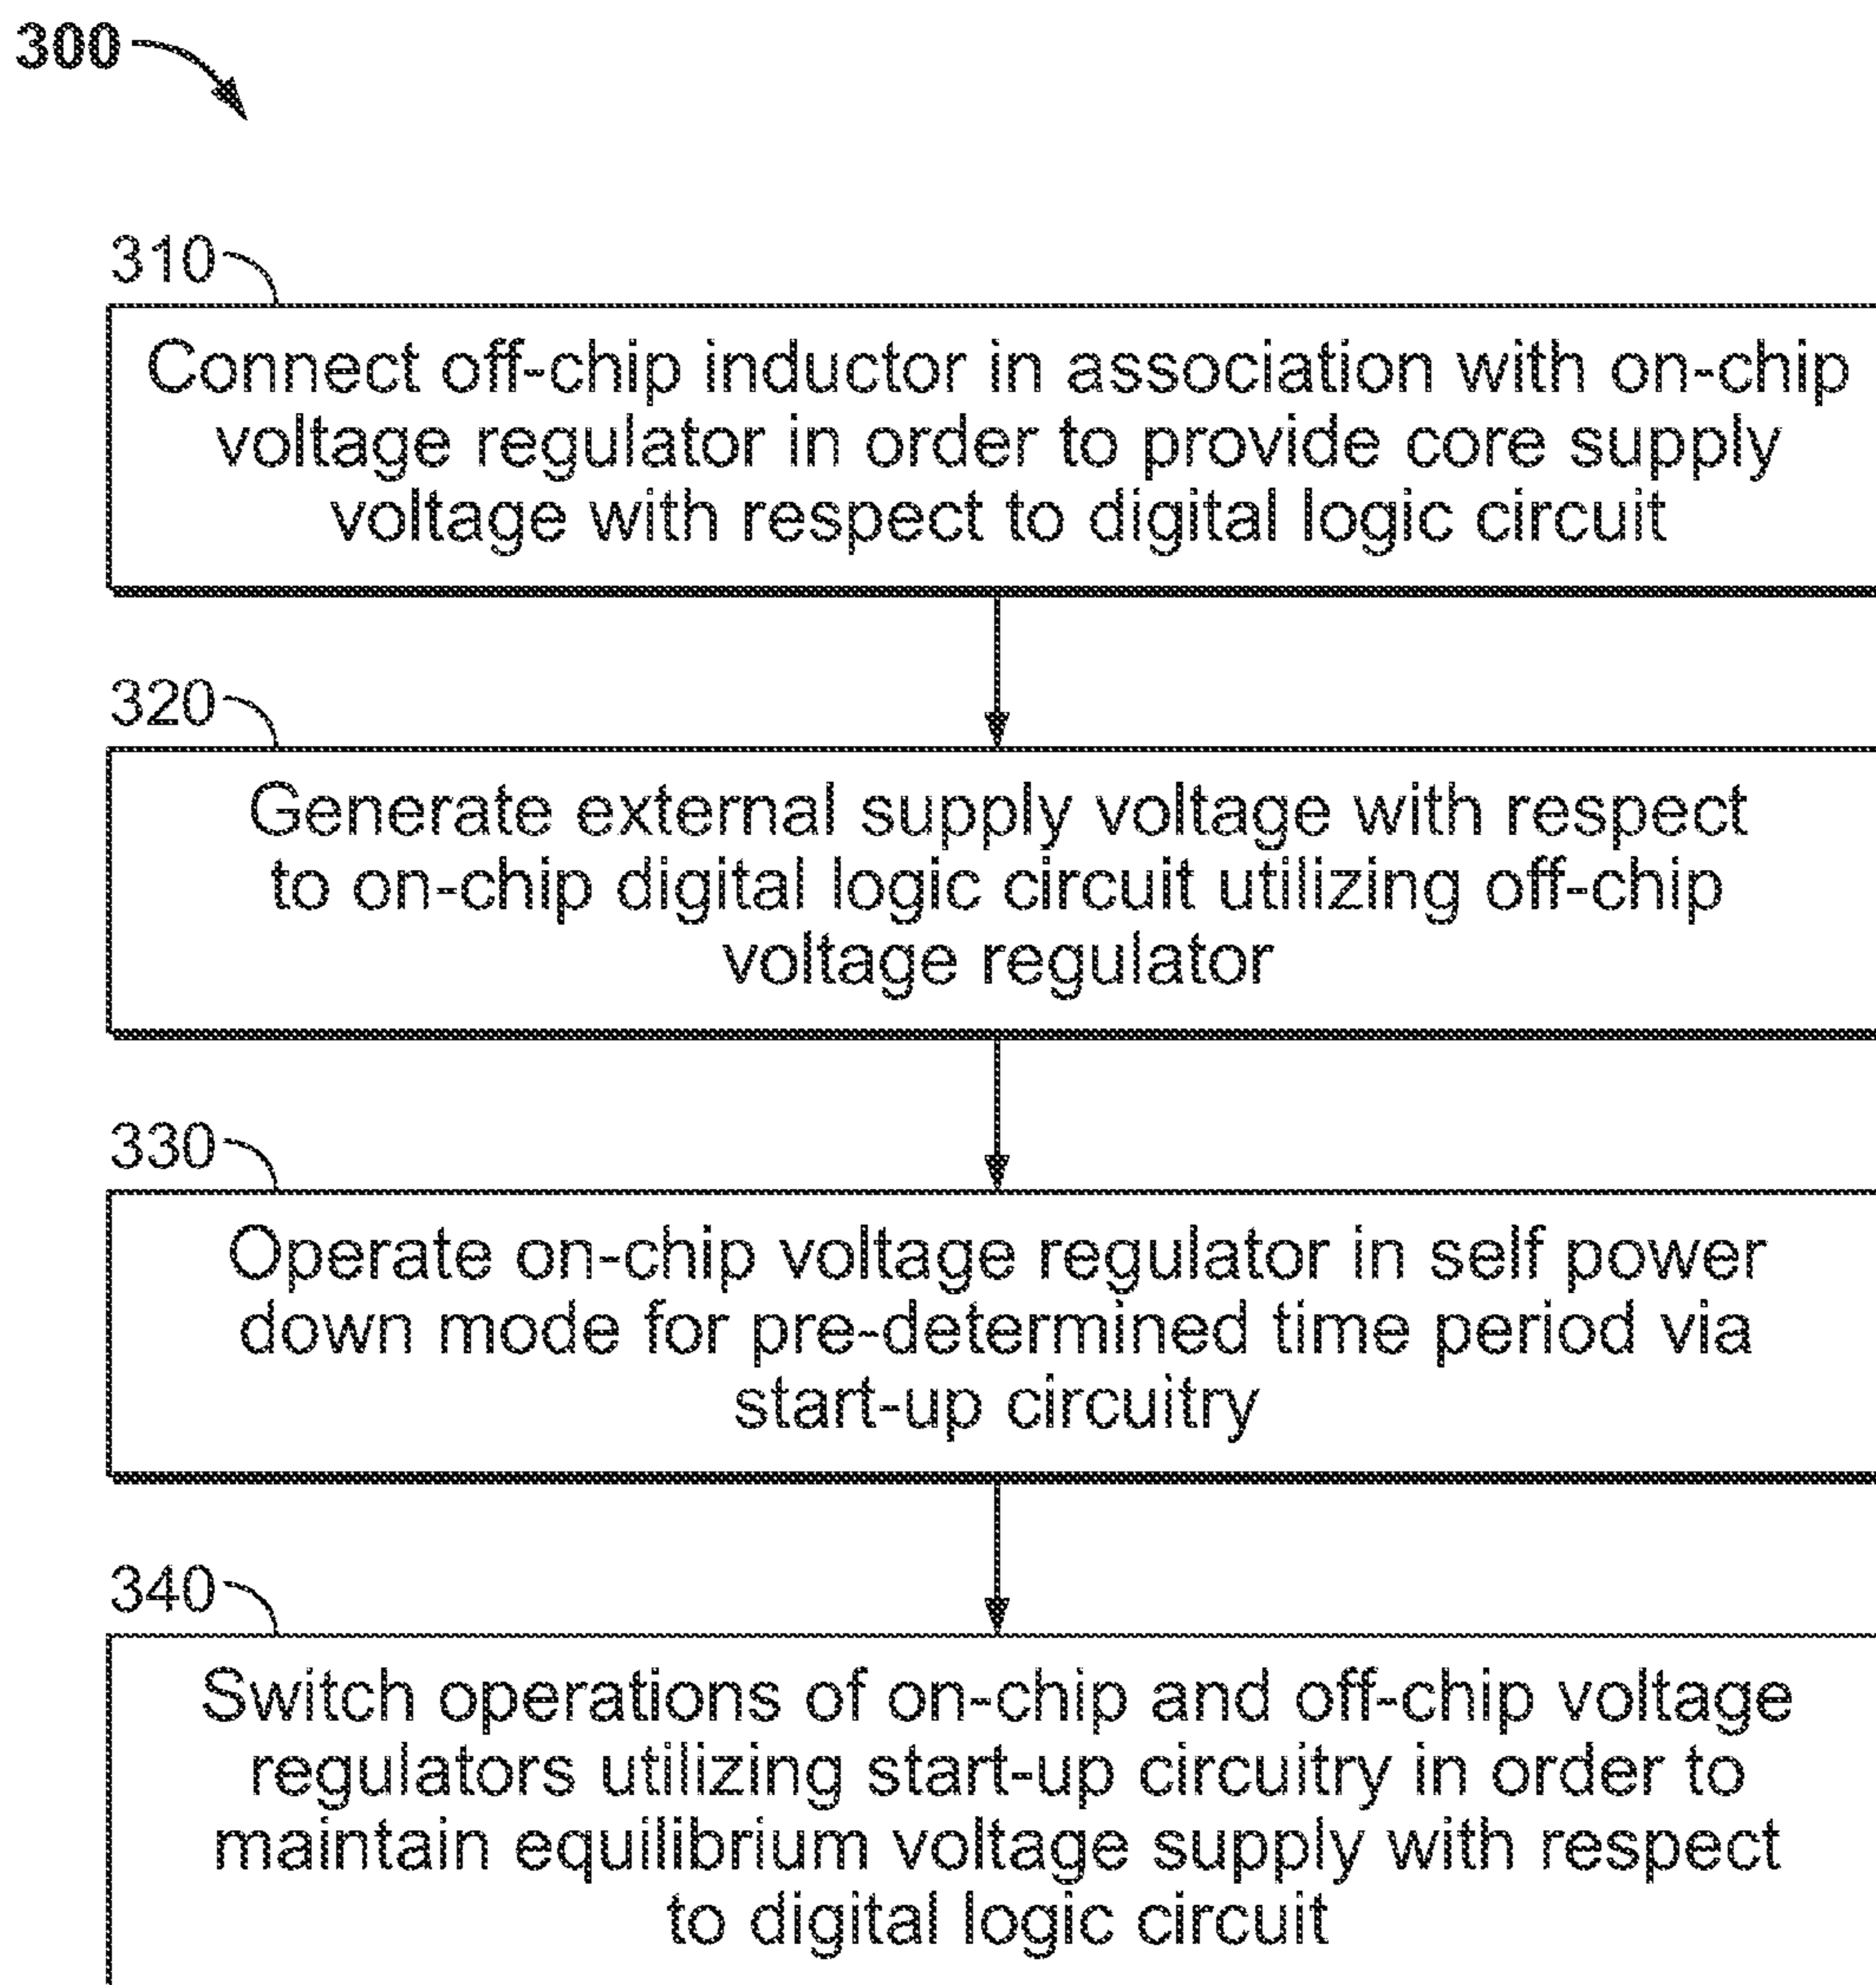 300
310
Connect off-chip inductor in association with on-chip
voltage regulator in order to provide core supply
voltage with respect to digital logic circuit
320
Generate external supply voltage with respect
to on-chip digital logic circuit utilizing off-chip
voltage regulator
330
Operate on-chip voltage regulator in self power
down mode for pre-determined time period via
start-up circuitry
340
Switch operations of on-chip and off-chip voltage
regulators utilizing start-up circuitry in order to
maintain equilibrium voltage supply with respect
to digital logic circuit